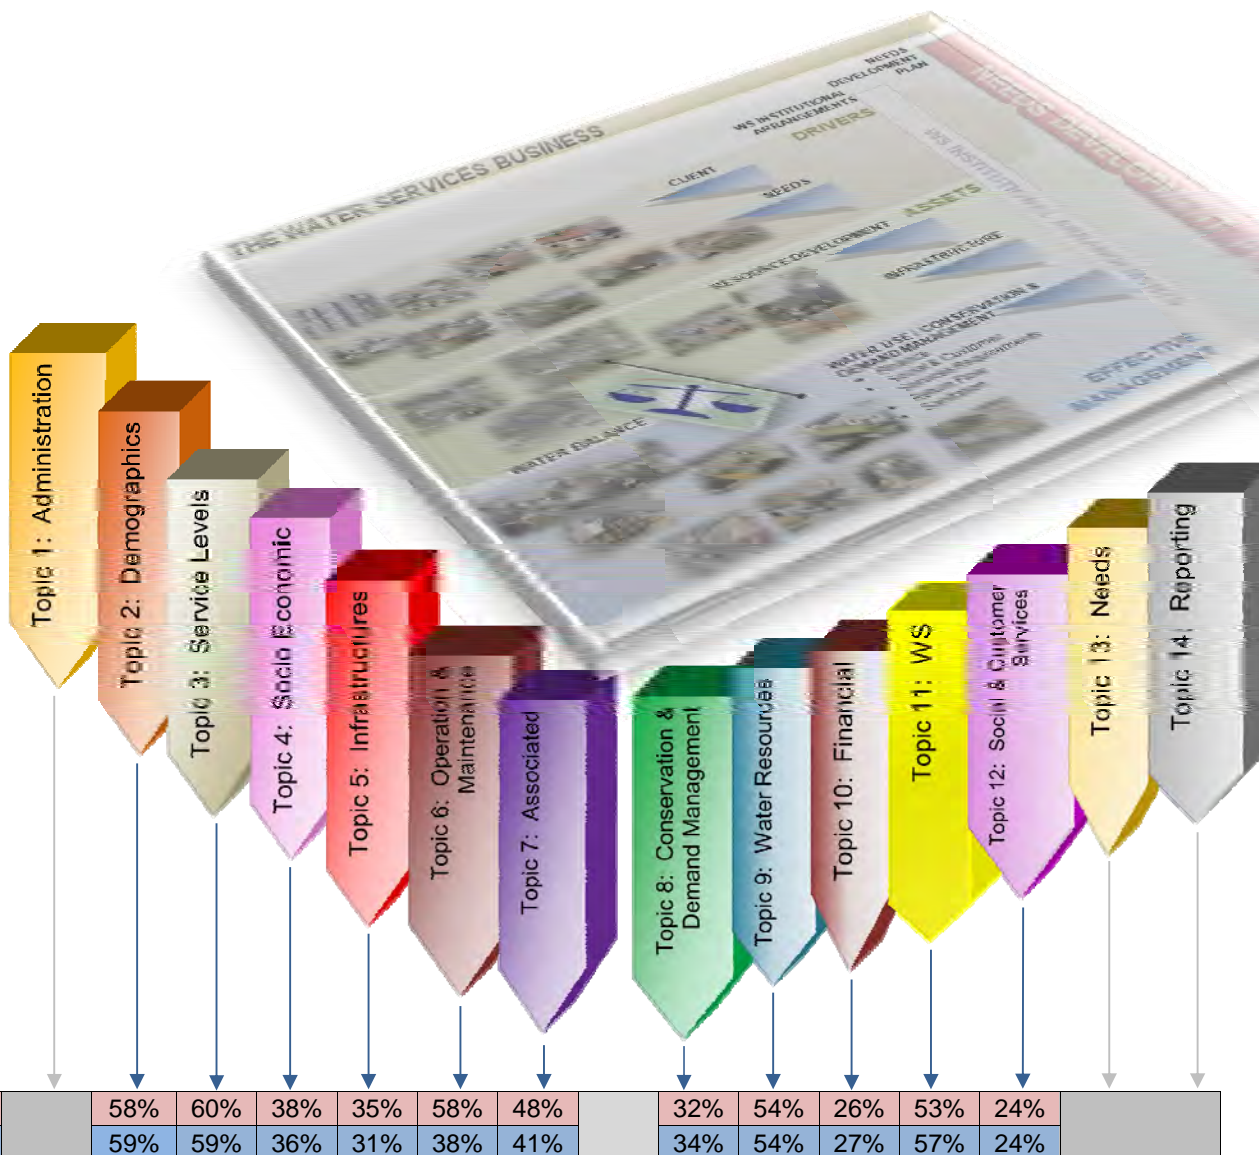 THE WATER SERVICES BUSINESS
NEEDS
DEVELOPMENT
PLAN
WS INSTITUTIONAL
ARRANGEMENTS
DRIVERS
CLIENT
NEEDS
ASSETS
RESOURCE DEVELOPMENT
INFRASTRUCTURE
WATER USE / CONSERVATION &
DEMAND MANAGEMENT
WATER BALANCE
EFFECTIVE
MANAGMENT
Topic 1: Administration
Topic 2: Demographics
Topic 3: Service Levels
Topic 4: Socio Economic
Topic 5: Infrastructures
Topic 6: Operation &
Maintenance
Topic 7: Associated
Topic 8: Conservation &
Demand Management
Topic 9: Water Resources
Topic 10: Financial
Topic 11: WS
Topic 12: Social & Customer
Services
Topic 13: Needs
Topic 14: Reporting
58% 60% 38% 35% 58% 48% 32% 54% 26% 53% 24%
59% 59% 36% 31% 38% 41% 34% 54% 27% 57% 24%